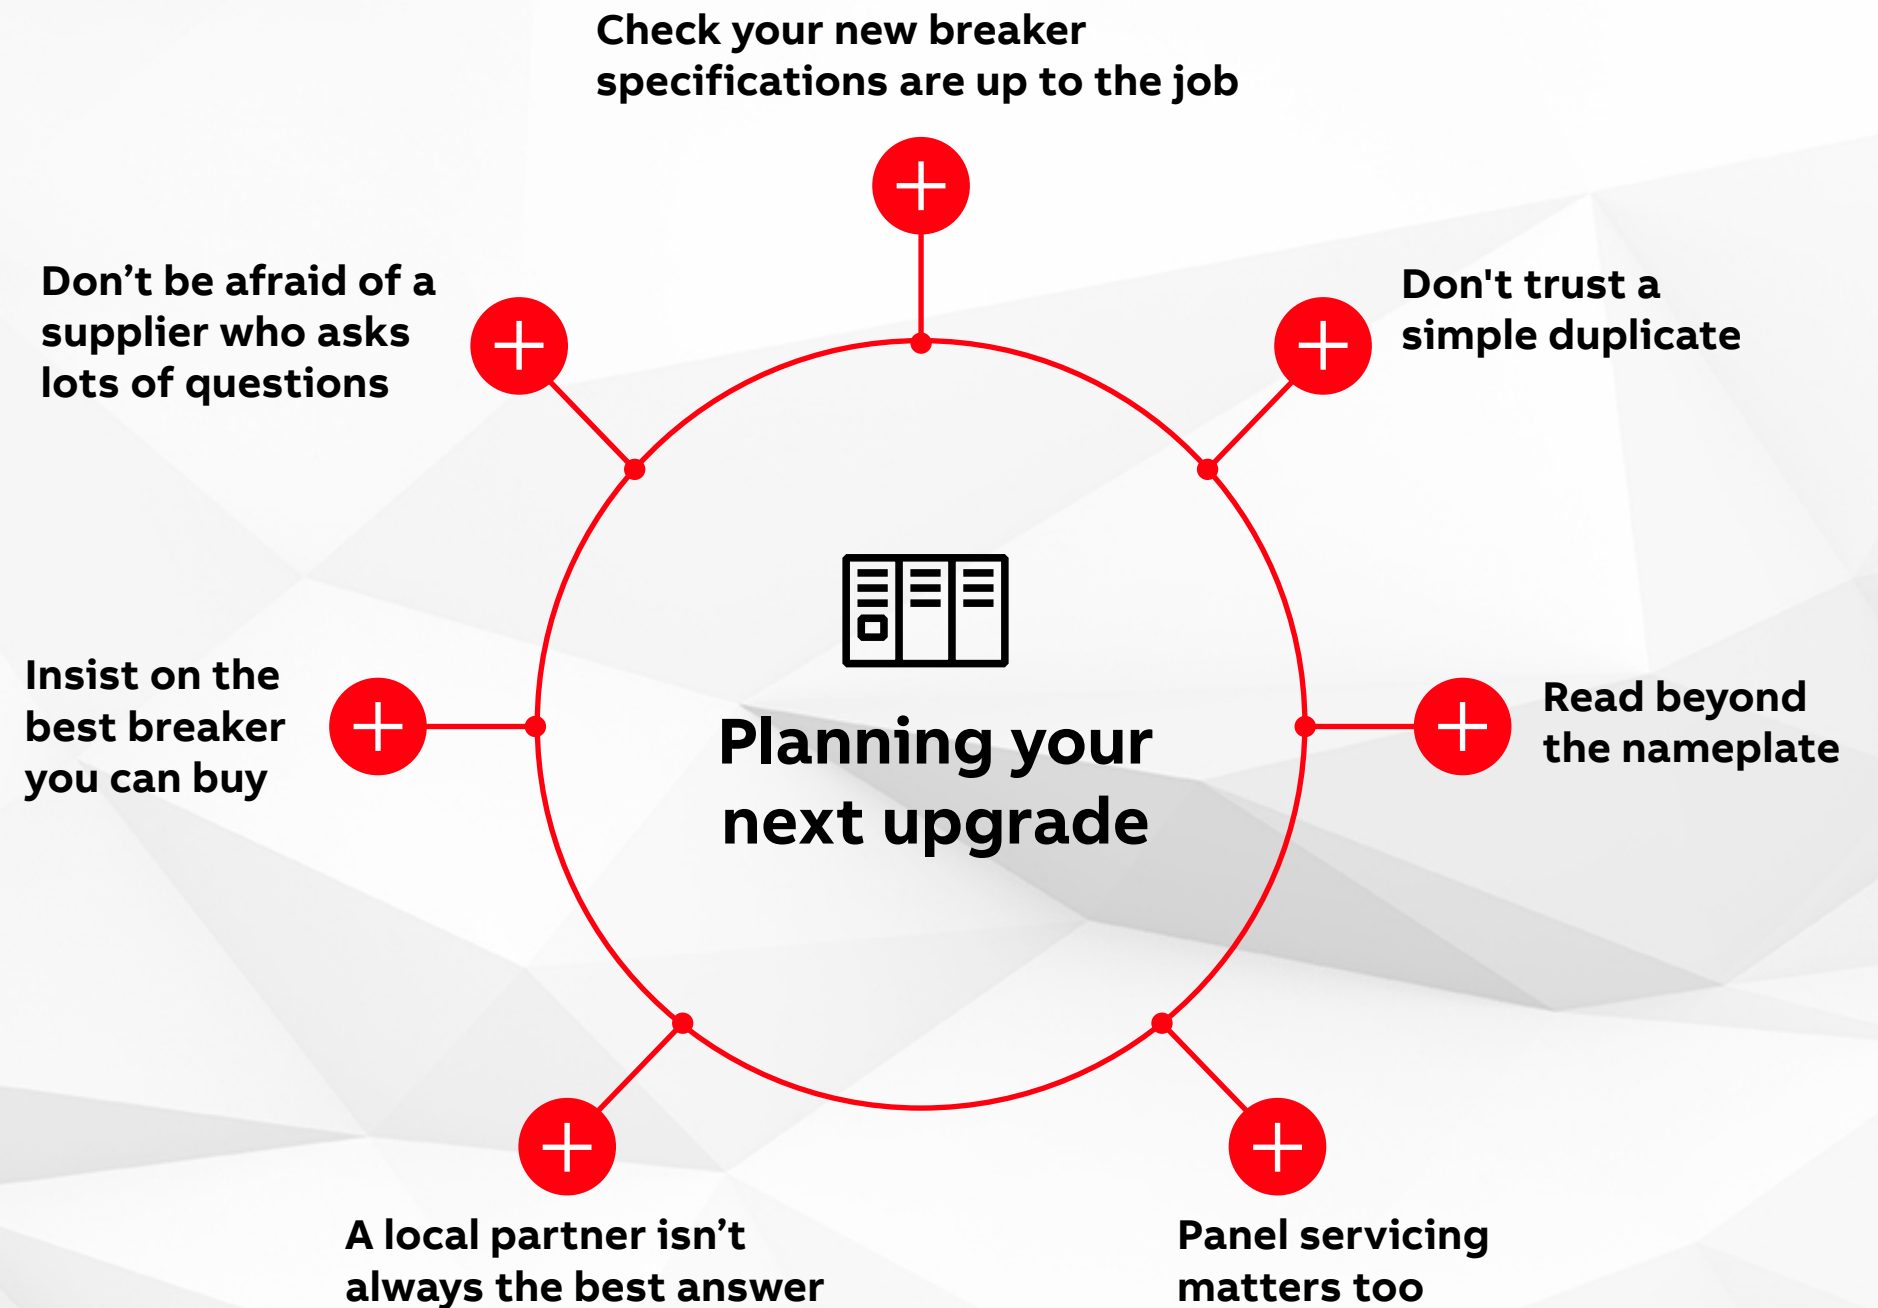 Check your new breaker
specifications are up to the job
Don't trust a
simple duplicate
Read beyond
the nameplate
Panel servicing
matters too
A local partner isn’t
always the best answer
Insist on the
best breaker
you can buy
Don’t be afraid of a
supplier who asks
lots of questions
Planning your
next upgrade